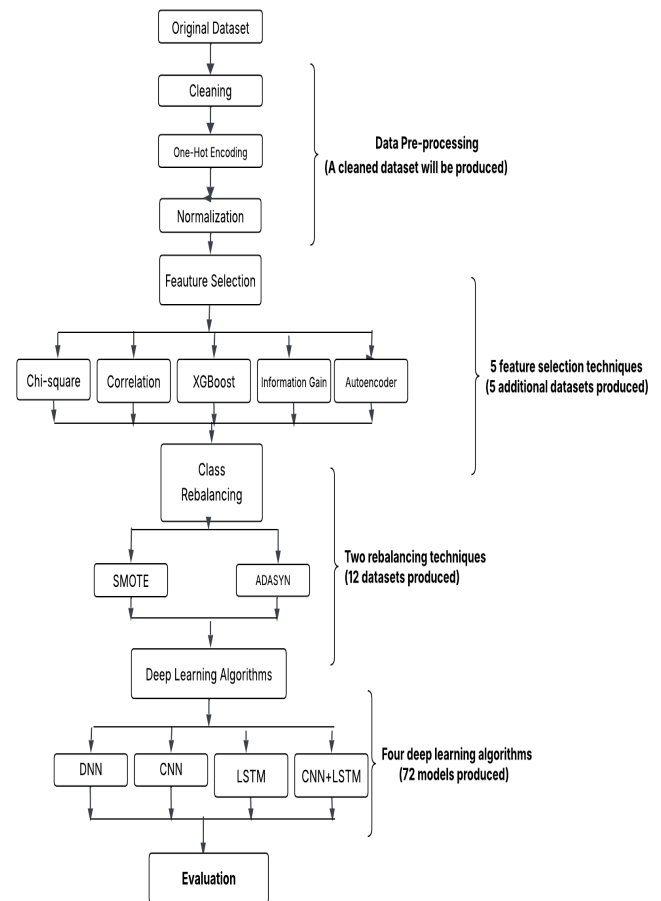 Original Dataset
Cleaning
One-Hot Encoding
Normalization
Data Pre-processing
(A cleaned dataset will be produced)
Feauture Selection
Chi-square
Correlation
XGBoost
Information Gain
Autoencoder
5 feature selection techniques
(5 additional datasets produced)
Class
Rebalancing
SMOTE
ADASYN
Two rebalancing techniques
(12 datasets produced)
Deep Learning Algorithms
DNN
CNN
LSTM
CNN+LSTM
Four deep learning algorithms
(72 models produced)
Evaluation